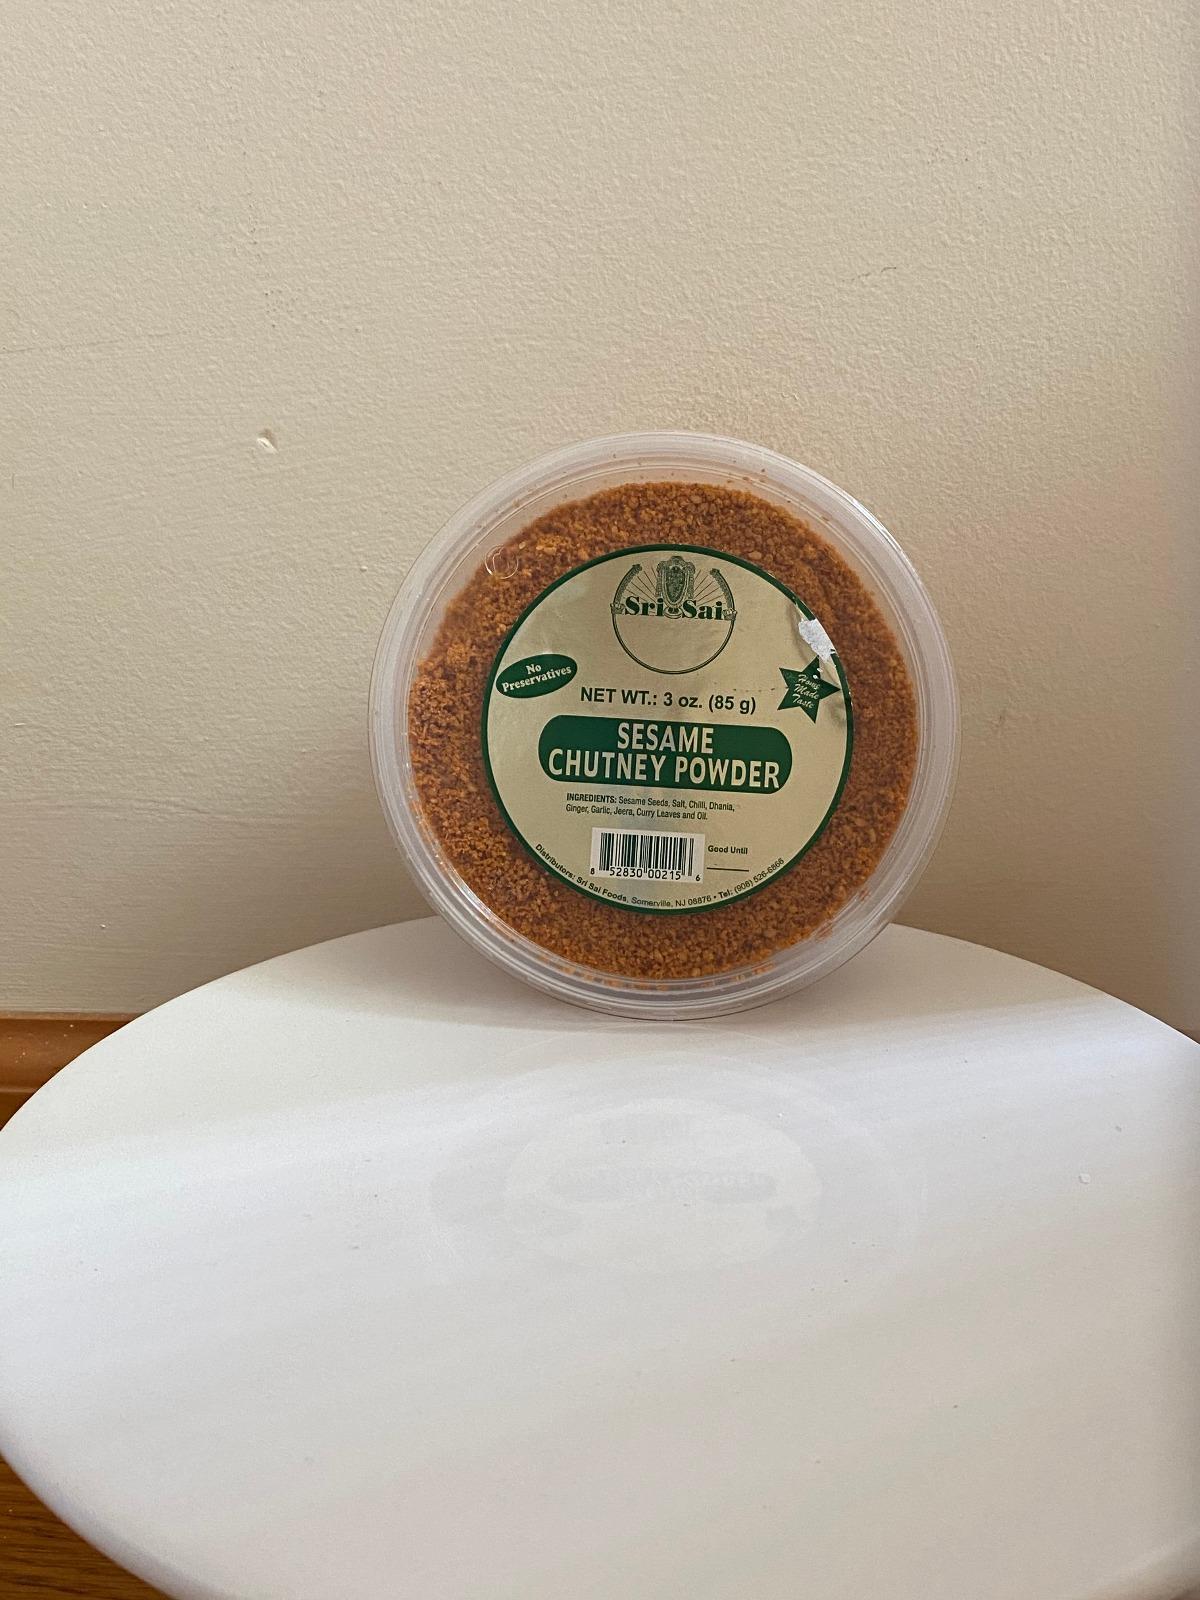 Sri Sai
No
Preservatives
Home
Made
Taste
NET WT.: 3 oz. (85 g)
SESAME
CHUTNEY POWDER
INGREDIENTS: Sesame Seeds, Salt, Chilli, Dhania,
Ginger, Garlic, Jeera, Curry Leaves and Oil.
Good Until
8 52830 00215 6
Distributors: Sri Sai Foods, Somerville, NJ 08876 • Tel: (908) 526-6866